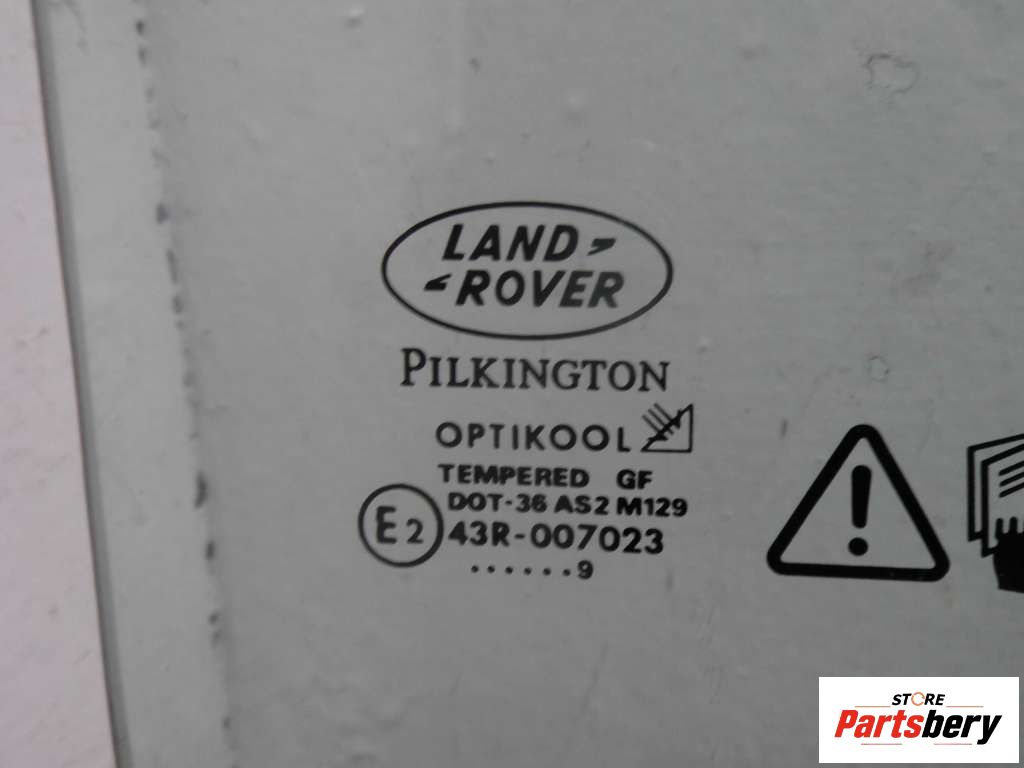 LAND
ROVER
PILKINGTON
OPTIKOOL
TEMPERED GF
DOT-36 AS2 M129
E2
43R-007023
......9
STORE
Partsbery